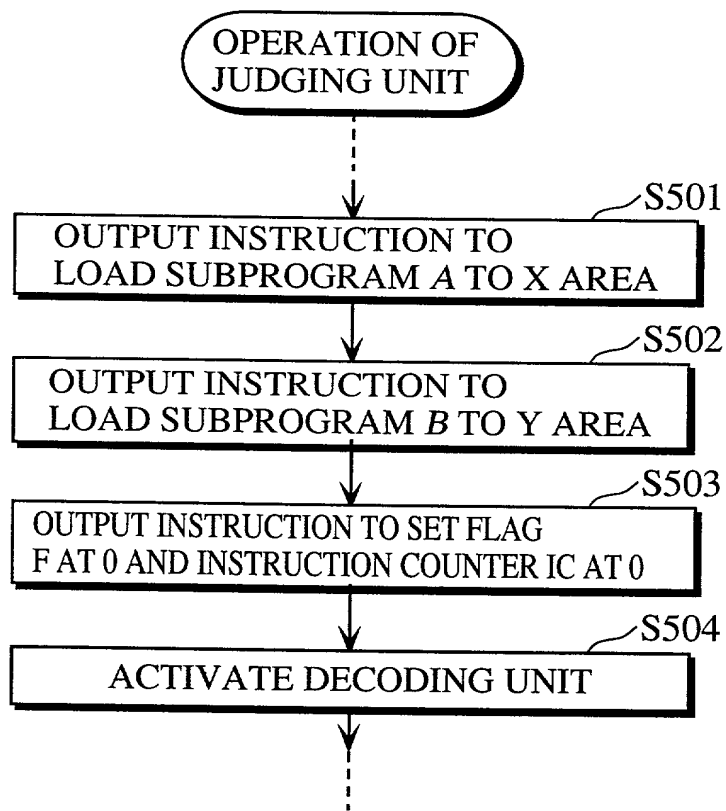 OPERATION OF
JUDGING UNIT
S501
OUTPUT INSTRUCTION TO
LOAD SUBPROGRAM A TO X AREA
S502
OUTPUT INSTRUCTION TO
LOAD SUBPROGRAM B TO Y AREA
S503
OUTPUT INSTRUCTION TO SET FLAG
F AT 0 AND INSTRUCTION COUNTER IC AT 0
S504
ACTIVATE DECODING UNIT